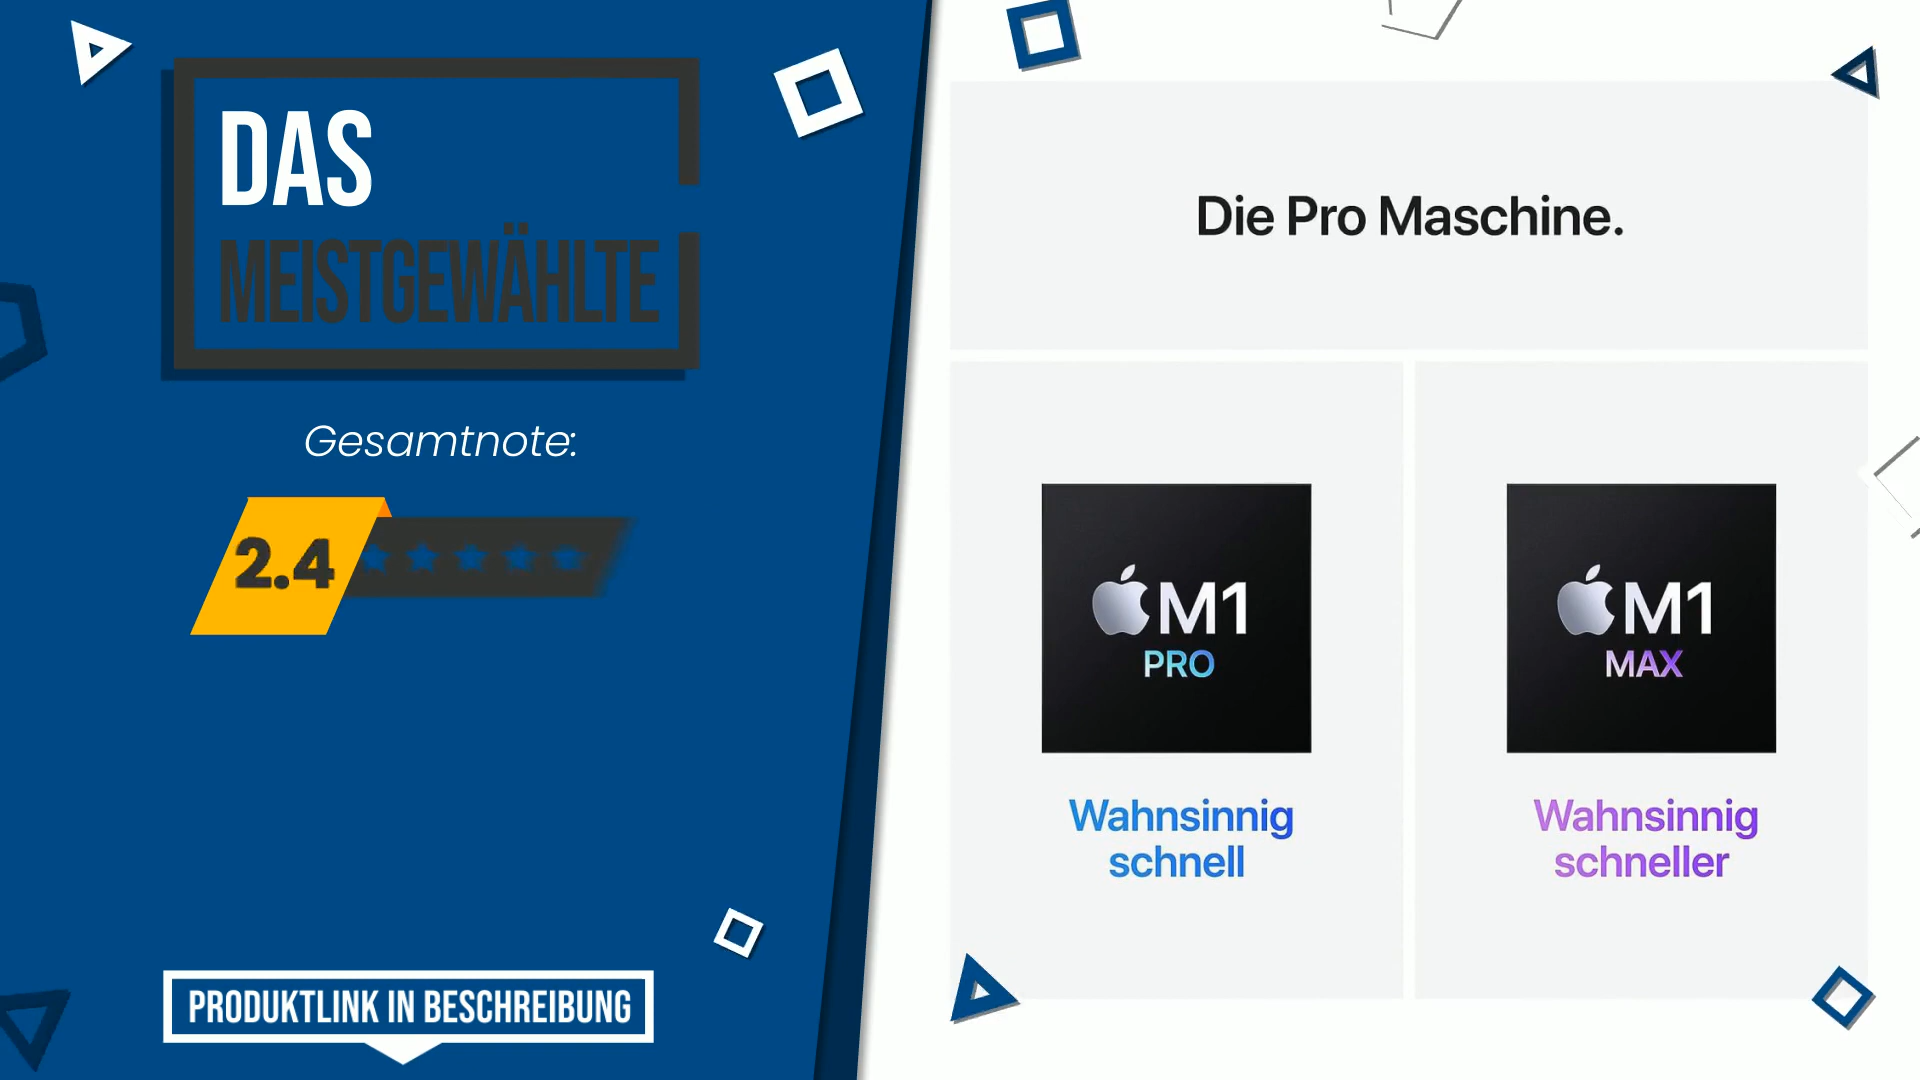 DAS
MEISTGEWÄHLTE
Gesamtnote:
2.4
PRODUKTLINK IN BESCHREIBUNG
Die Pro Maschine.
M1
PRO
Wahnsinnig
schnell
M1
MAX
Wahnsinnig
schneller